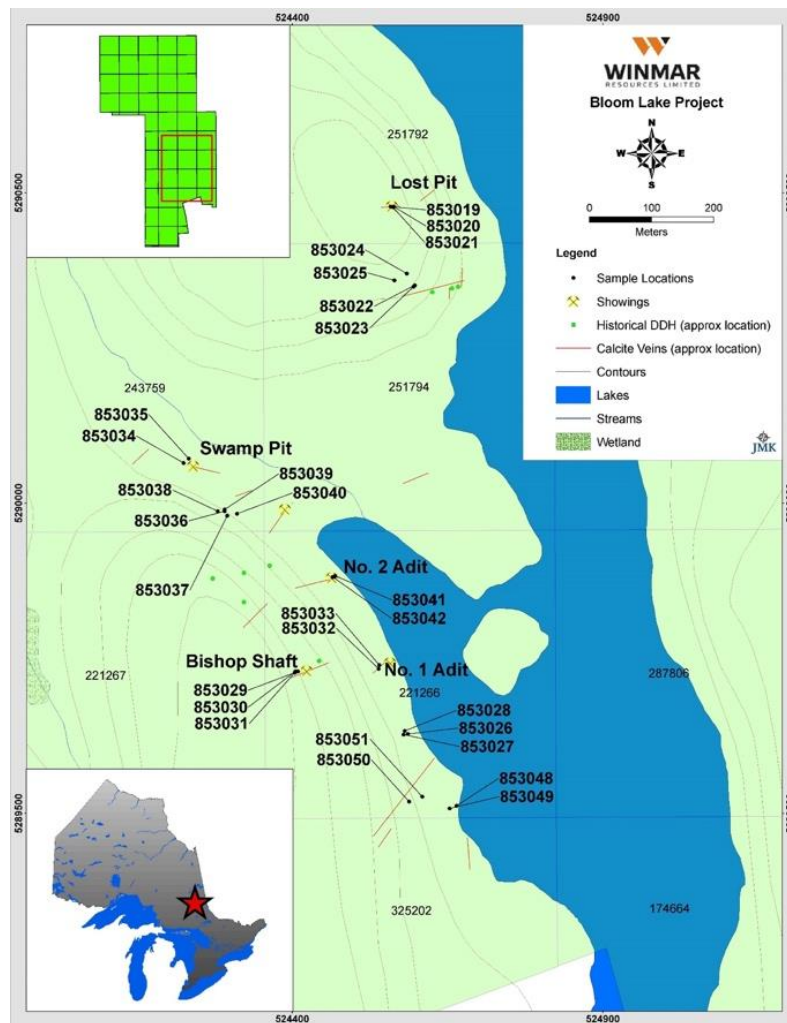 524400
524900
WINMAR
RESOURCES LIMITED
Bloom Lake Project
N
W E
S
0 100 200
Meters
Legend
Sample Locations
Showings
Historical DDH (approx location)
Calcite Veins (approx location)
Contours
Lakes
Streams
Wetland
JMK
251792
5290500
Lost Pit
853019
853020
853021
853024
853025
853022
853023
243759
251794
853035
853034
Swamp Pit
853039
853038
853040
853036
5290000
853037
No. 2 Adit
853041
853042
853033
853032
Bishop Shaft
No. 1 Adit
221267
853029
853030
853031
221266
287806
853028
853026
853027
853051
853050
853048
853049
5289500
325202
174664
524400
524900